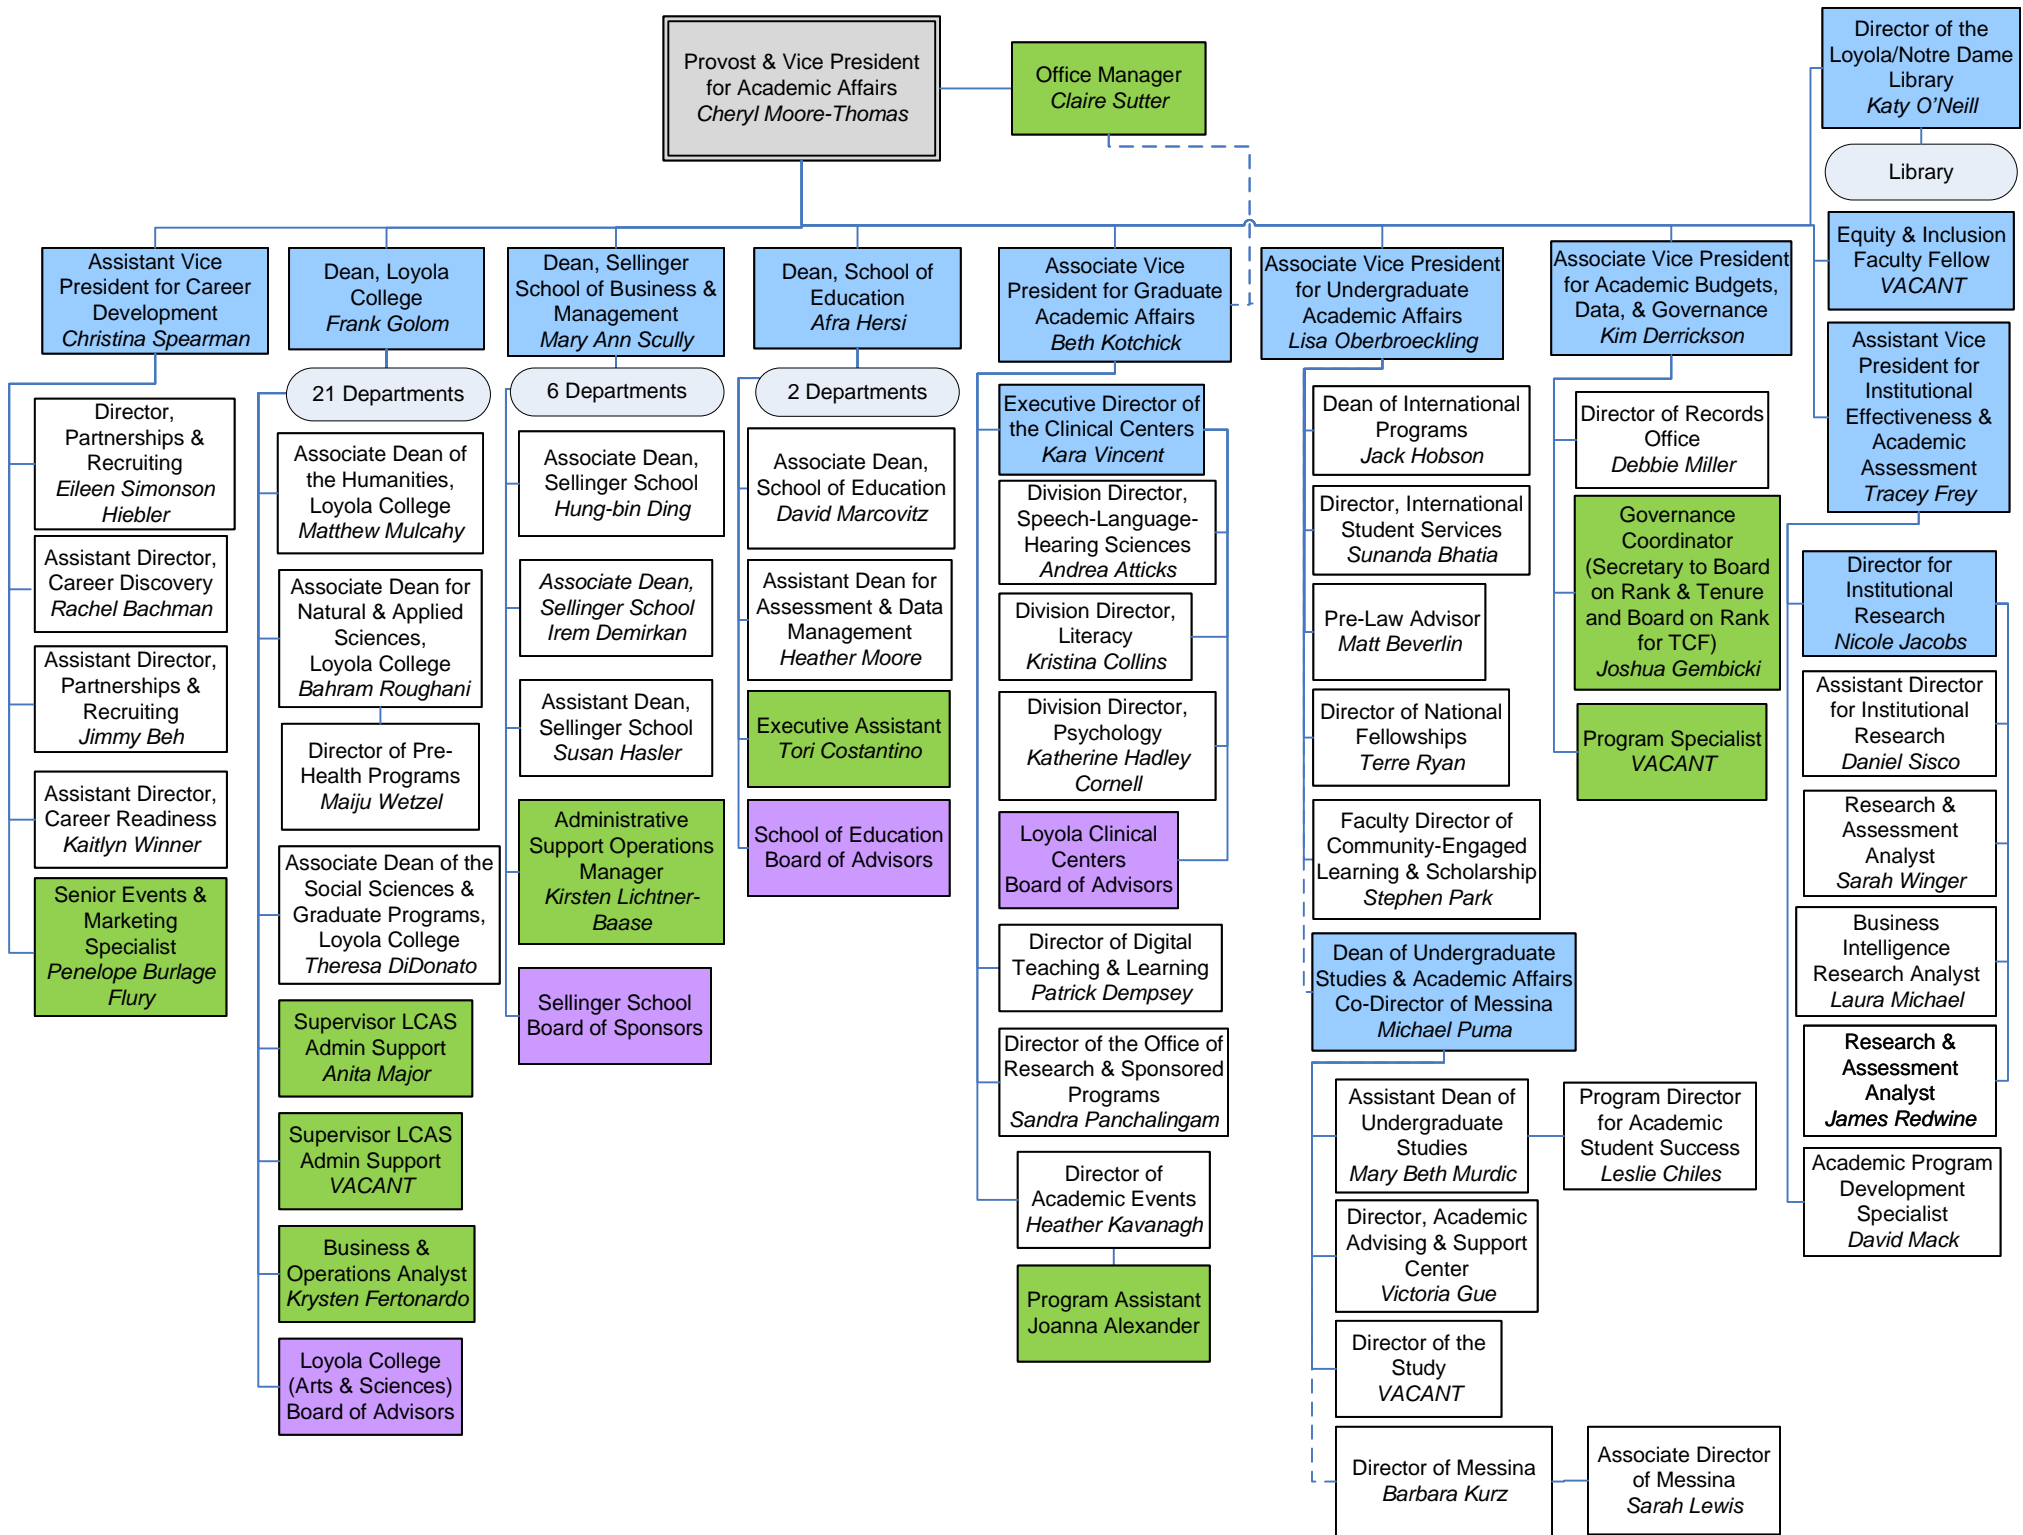 Provost & Vice President
for Academic Affairs
Cheryl Moore-Thomas
Office Manager
Claire Sutter
Director of the
Loyola/Notre Dame
Library
Katy O'Neill
Library
Assistant Vice
President for Career
Development
Christina Spearman
Director,
Partnerships &
Recruiting
Eileen Simonson
Hiebler
Assistant Director,
Career Discovery
Rachel Bachman
Assistant Director,
Partnerships &
Recruiting
Jimmy Beh
Assistant Director,
Career Readiness
Kaitlyn Winner
Senior Events &
Marketing
Specialist
Penelope Burlage
Flury
Dean, Loyola
College
Frank Golom
21 Departments
Associate Dean of
the Humanities,
Loyola College
Matthew Mulcahy
Associate Dean for
Natural & Applied
Sciences,
Loyola College
Bahram Roughani
Director of Pre-
Health Programs
Maiju Wetzel
Associate Dean of the
Social Sciences &
Graduate Programs,
Loyola College
Theresa DiDonato
Supervisor LCAS
Admin Support
Anita Major
Supervisor LCAS
Admin Support
VACANT
Business &
Operations Analyst
Krysten Fertonardo
Loyola College
(Arts & Sciences)
Board of Advisors
Dean, Sellinger
School of Business &
Management
Mary Ann Scully
6 Departments
Associate Dean,
Sellinger School
Hung-bin Ding
Associate Dean,
Sellinger School
Irem Demirkan
Assistant Dean,
Sellinger School
Susan Hasler
Administrative
Support Operations
Manager
Kirsten Lichtner-
Baase
Sellinger School
Board of Sponsors
Dean, School of
Education
Afra Hersi
2 Departments
Associate Dean,
School of Education
David Marcovitz
Assistant Dean for
Assessment & Data
Management
Heather Moore
Executive Assistant
Tori Costantino
School of Education
Board of Advisors
Associate Vice
President for Graduate
Academic Affairs
Beth Kotchick
Executive Director of
the Clinical Centers
Kara Vincent
Division Director,
Speech-Language-
Hearing Sciences
Andrea Atticks
Division Director,
Literacy
Kristina Collins
Division Director,
Psychology
Katherine Hadley
Cornell
Loyola Clinical
Centers
Board of Advisors
Director of Digital
Teaching & Learning
Patrick Dempsey
Director of the Office of
Research & Sponsored
Programs
Sandra Panchalingam
Director of
Academic Events
Heather Kavanagh
Program Assistant
Joanna Alexander
Associate Vice President
for Undergraduate
Academic Affairs
Lisa Oberbroeckling
Dean of International
Programs
Jack Hobson
Director, International
Student Services
Sunanda Bhatia
Pre-Law Advisor
Matt Beverlin
Director of National
Fellowships
Terre Ryan
Faculty Director of
Community-Engaged
Learning & Scholarship
Stephen Park
Dean of Undergraduate
Studies & Academic Affairs
Co-Director of Messina
Michael Puma
Assistant Dean of
Undergraduate
Studies
Mary Beth Murdic
Program Director
for Academic
Student Success
Leslie Chiles
Director, Academic
Advising & Support
Center
Victoria Gue
Director of the
Study
VACANT
Director of Messina
Barbara Kurz
Associate Director
of Messina
Sarah Lewis
Associate Vice President
for Academic Budgets,
Data, & Governance
Kim Derrickson
Director of Records
Office
Debbie Miller
Governance
Coordinator
(Secretary to Board
on Rank & Tenure
and Board on Rank
for TCF)
Joshua Gembicki
Program Specialist
VACANT
Equity & Inclusion
Faculty Fellow
VACANT
Assistant Vice
President for
Institutional
Effectiveness &
Academic
Assessment
Tracey Frey
Director for
Institutional
Research
Nicole Jacobs
Assistant Director
for Institutional
Research
Daniel Sisco
Research &
Assessment
Analyst
Sarah Winger
Business
Intelligence
Research Analyst
Laura Michael
Research &
Assessment
Analyst
James Redwine
Academic Program
Development
Specialist
David Mack